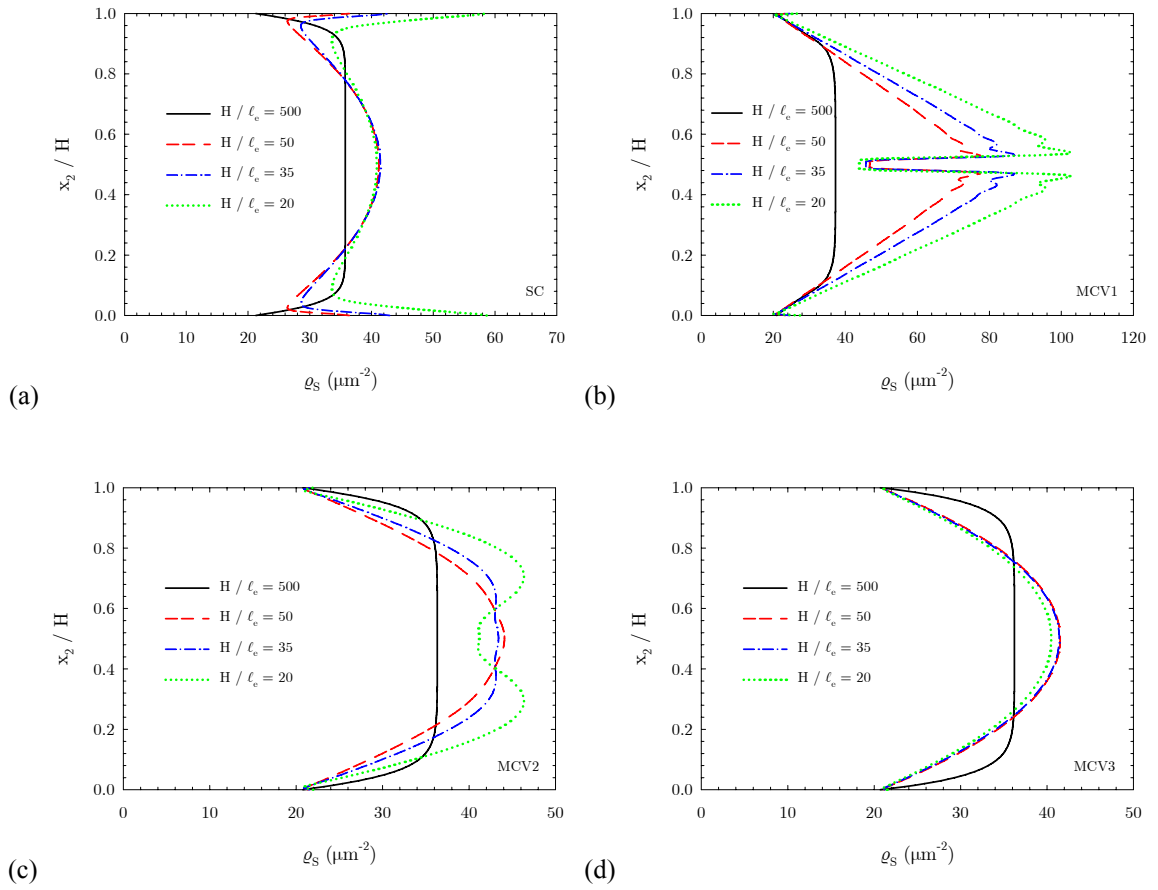 1.0
0.8
0.6
0.4
0.2
0.0
x₂ / H
H / ℓₑ = 500
H / ℓₑ = 50
H / ℓₑ = 35
H / ℓₑ = 20
SC
0 10 20 30 40 50 60 70
ϱ_S (μm⁻²)
(a)
1.0
0.8
0.6
0.4
0.2
0.0
x₂ / H
H / ℓₑ = 500
H / ℓₑ = 50
H / ℓₑ = 35
H / ℓₑ = 20
MCV1
0 20 40 60 80 100 120
ϱ_S (μm⁻²)
(b)
1.0
0.8
0.6
0.4
0.2
0.0
x₂ / H
H / ℓₑ = 500
H / ℓₑ = 50
H / ℓₑ = 35
H / ℓₑ = 20
MCV2
0 10 20 30 40 50
ϱ_S (μm⁻²)
(c)
1.0
0.8
0.6
0.4
0.2
0.0
x₂ / H
H / ℓₑ = 500
H / ℓₑ = 50
H / ℓₑ = 35
H / ℓₑ = 20
MCV3
0 10 20 30 40 50
ϱ_S (μm⁻²)
(d)